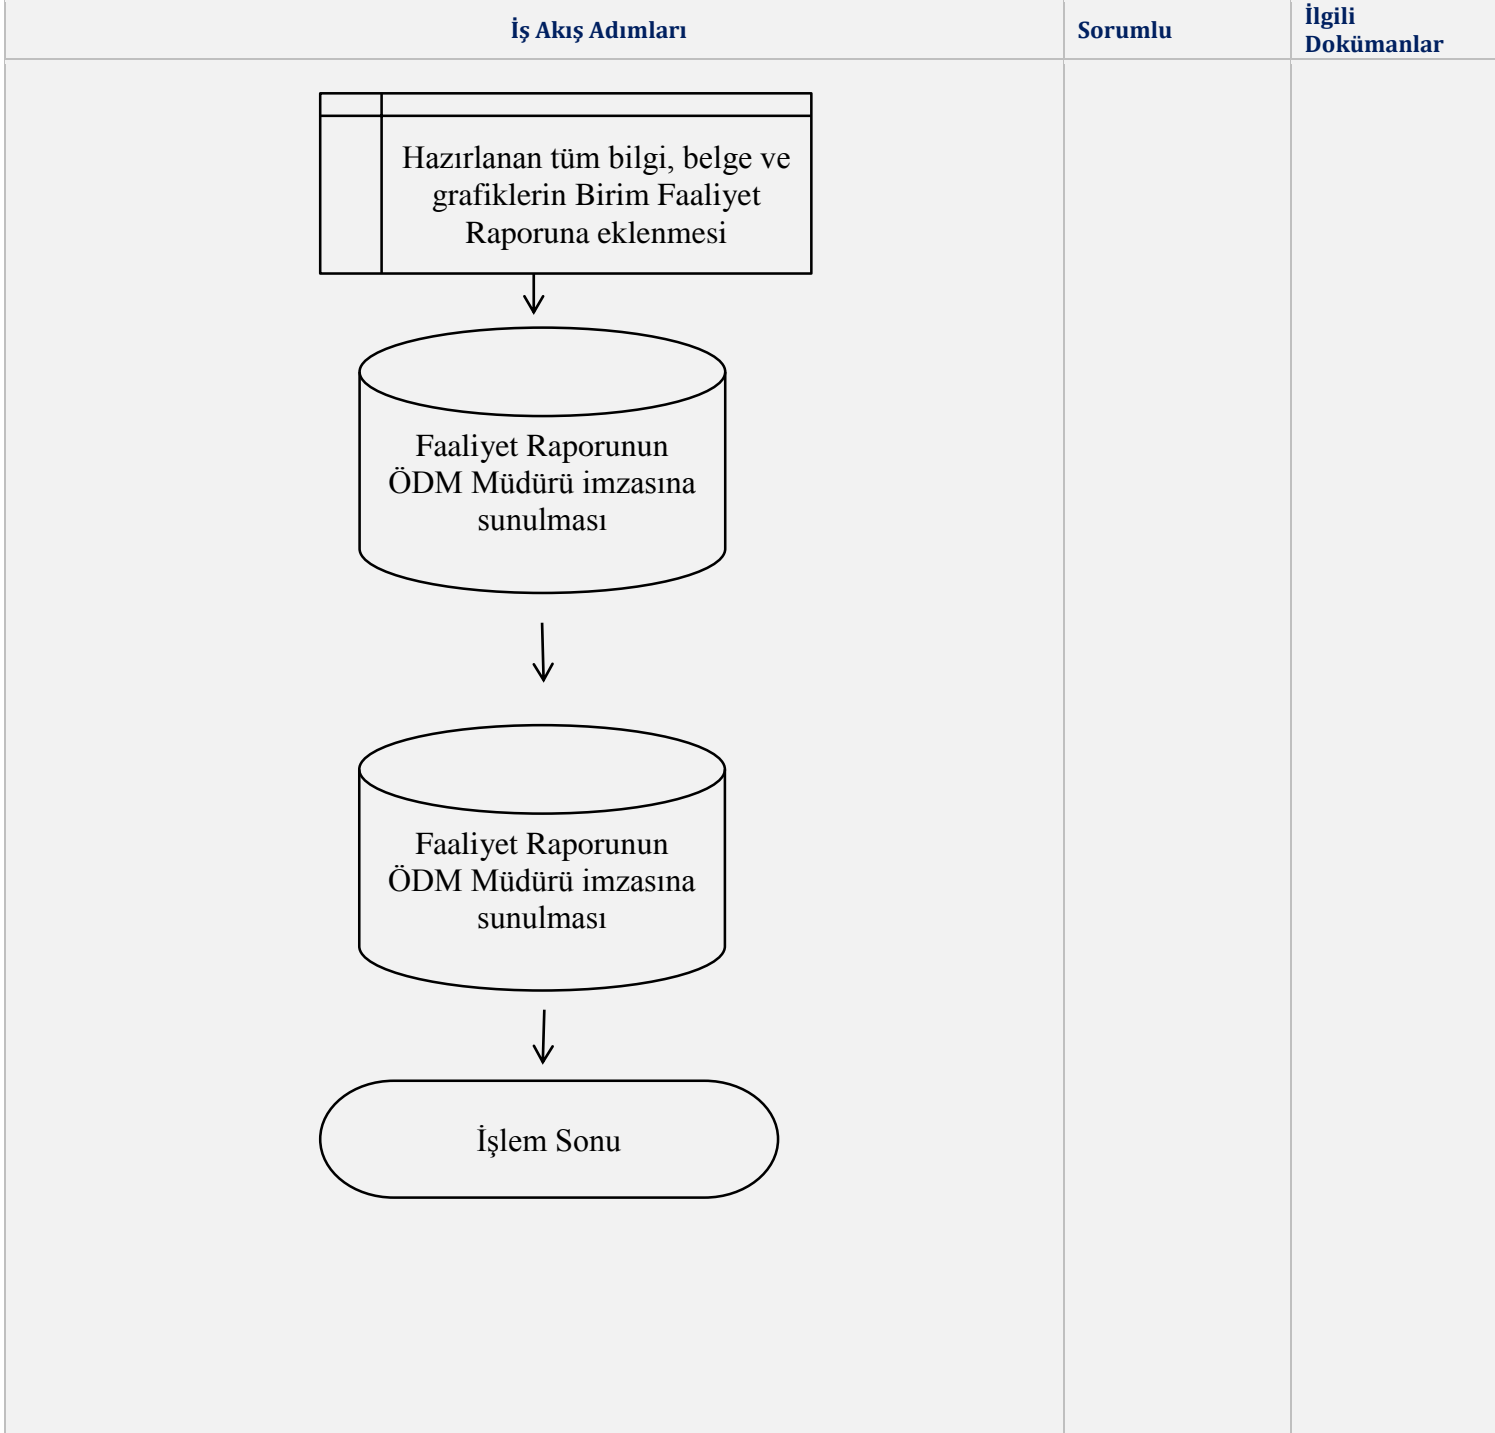 İş Akış Adımları
Sorumlu
İlgili
Dokümanlar
Hazırlanan tüm bilgi, belge ve
grafiklerin Birim Faaliyet
Raporuna eklenmesi
Faaliyet Raporunun
ÖDM Müdürü imzasına
sunulması
Faaliyet Raporunun
ÖDM Müdürü imzasına
sunulması
İşlem Sonu